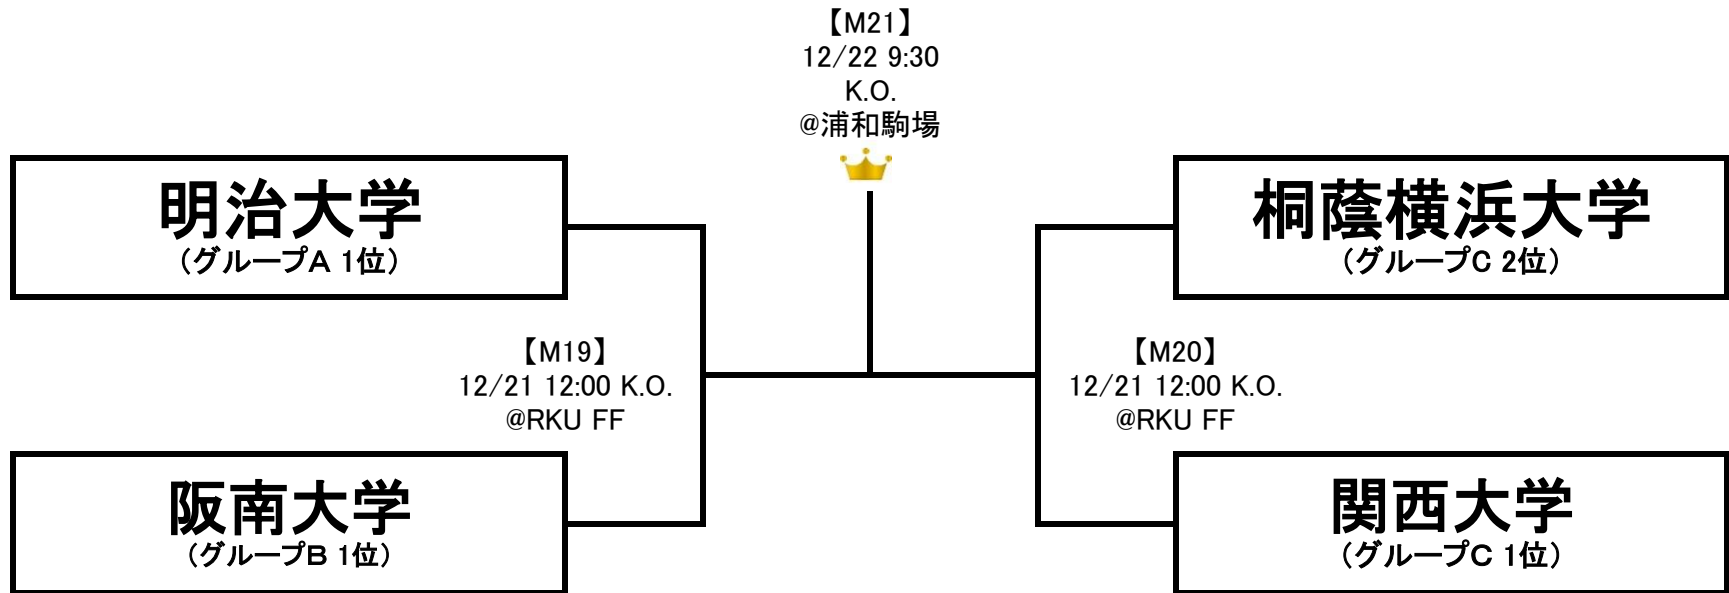 【M21】
12/22 9:30
K.O.
@浦和駒場
明治大学
（グループA 1位）
桐蔭横浜大学
（グループC 2位）
【M19】
12/21 12:00 K.O.
@RKU FF
【M20】
12/21 12:00 K.O.
@RKU FF
阪南大学
（グループB 1位）
関西大学
（グループC 1位）